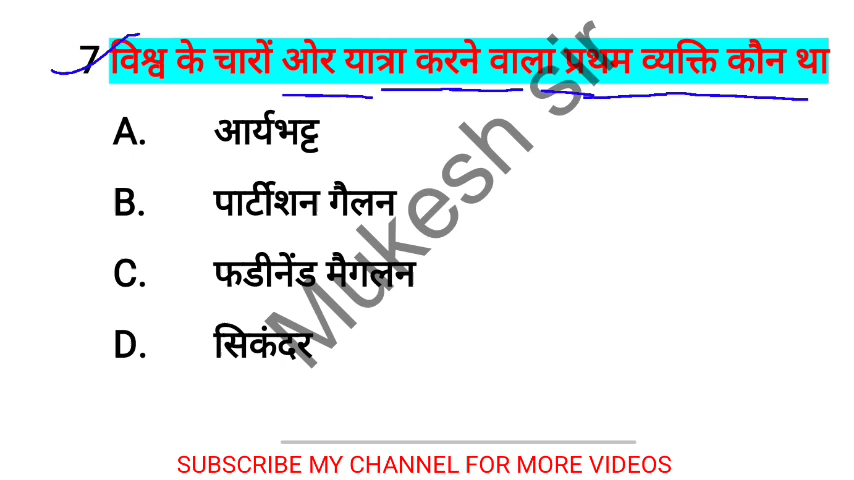 7 विश्व के चारों ओर यात्रा करने वाला प्रथम व्यक्ति कौन था
A. आर्यभट्ट
B. पार्टीशन गैलन
C. फडीनेंड मैगलन
D. सिकंदर
Mukesh sir
SUBSCRIBE MY CHANNEL FOR MORE VIDEOS